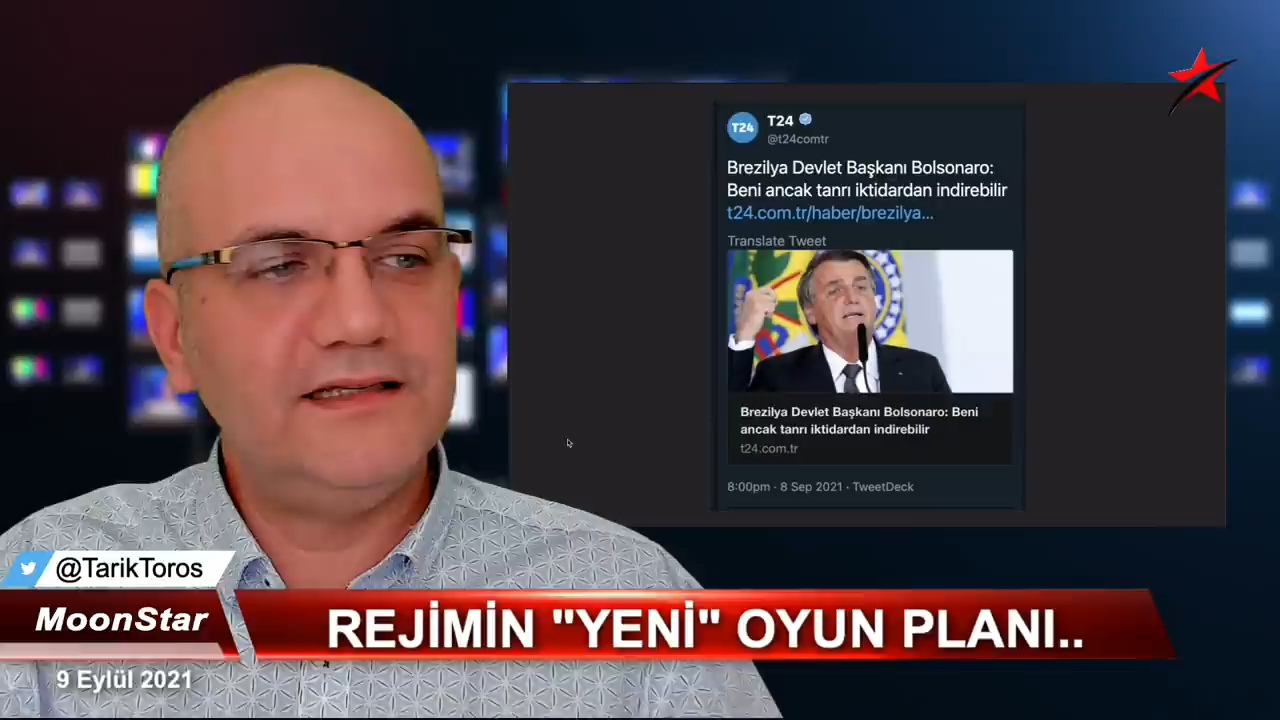 T24
T24
@t24comtr
Brezilya Devlet Başkanı Bolsonaro:
Beni ancak tanrı iktidardan indirebilir
t24.com.tr/haber/brezilya...
Translate Tweet
Brezilya Devlet Başkanı Bolsonaro: Beni
ancak tanrı iktidardan indirebilir
t24.com.tr
8:00pm · 8 Sep 2021 · TweetDeck
@TarikToros
MoonStar
REJİMİN "YENİ" OYUN PLANI..
9 Eylül 2021